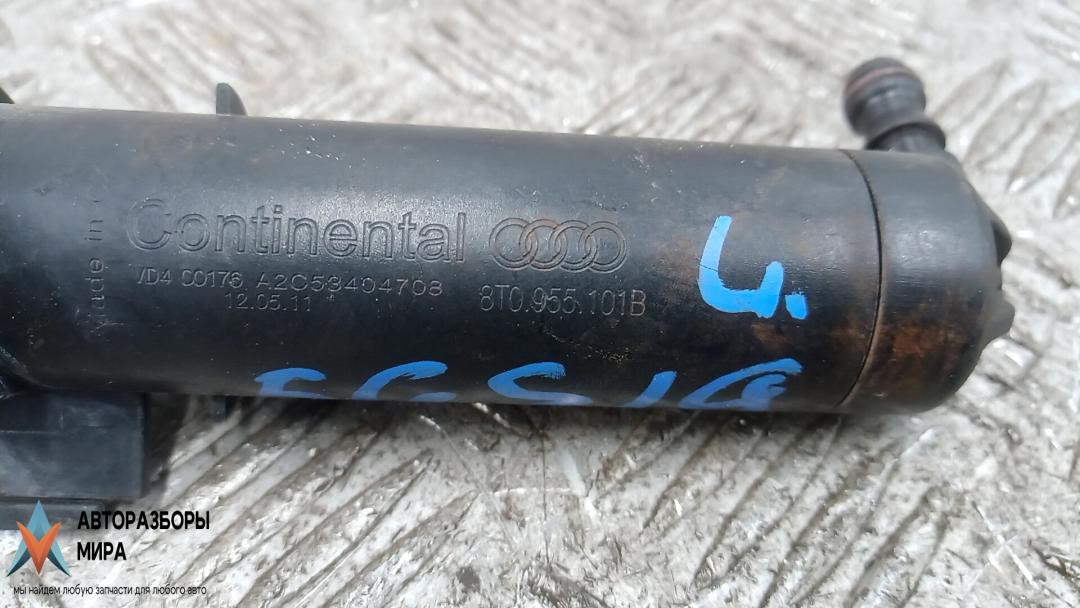 Made in
Continental
VD4 00176 A2C53404708
12.05.11
8T0.955.101B
АВТОРАЗБОРЫ
МИРА
мы найдем любую запчасти для любого авто